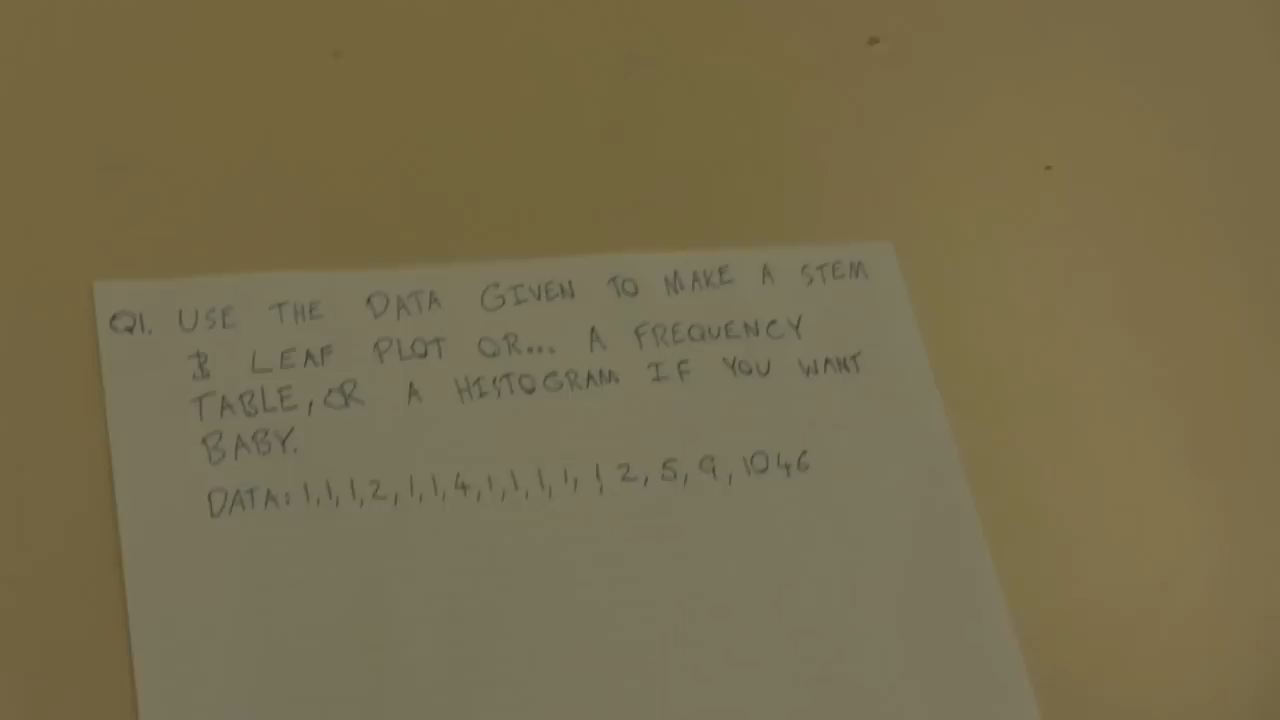 Q1. USE THE DATA GIVEN TO MAKE A STEM
& LEAF PLOT OR... A FREQUENCY
TABLE, OR A HISTOGRAM IF YOU WANT
BABY.
DATA: 1,1,1,2,1,1,4,1,1,1,1,1,2,5,9,1046